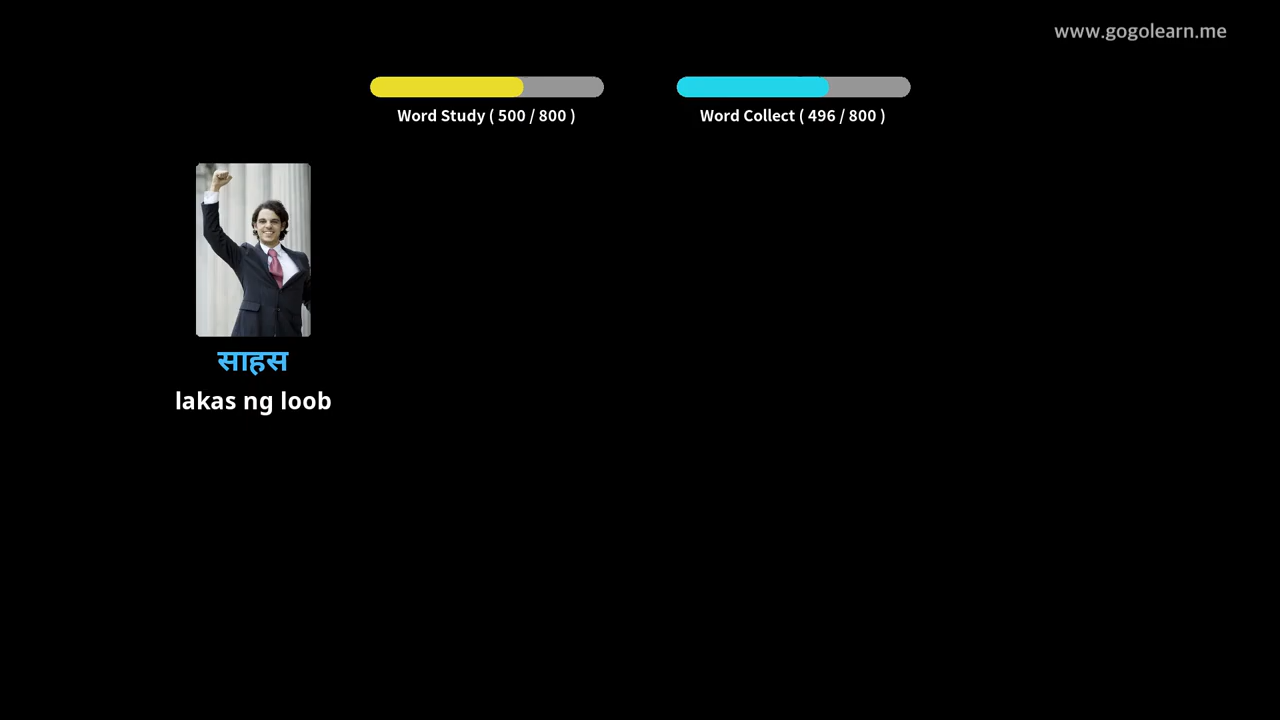 www.gogolearn.me
Word Study ( 500 / 800 )
Word Collect ( 496 / 800 )
साहस
lakas ng loob